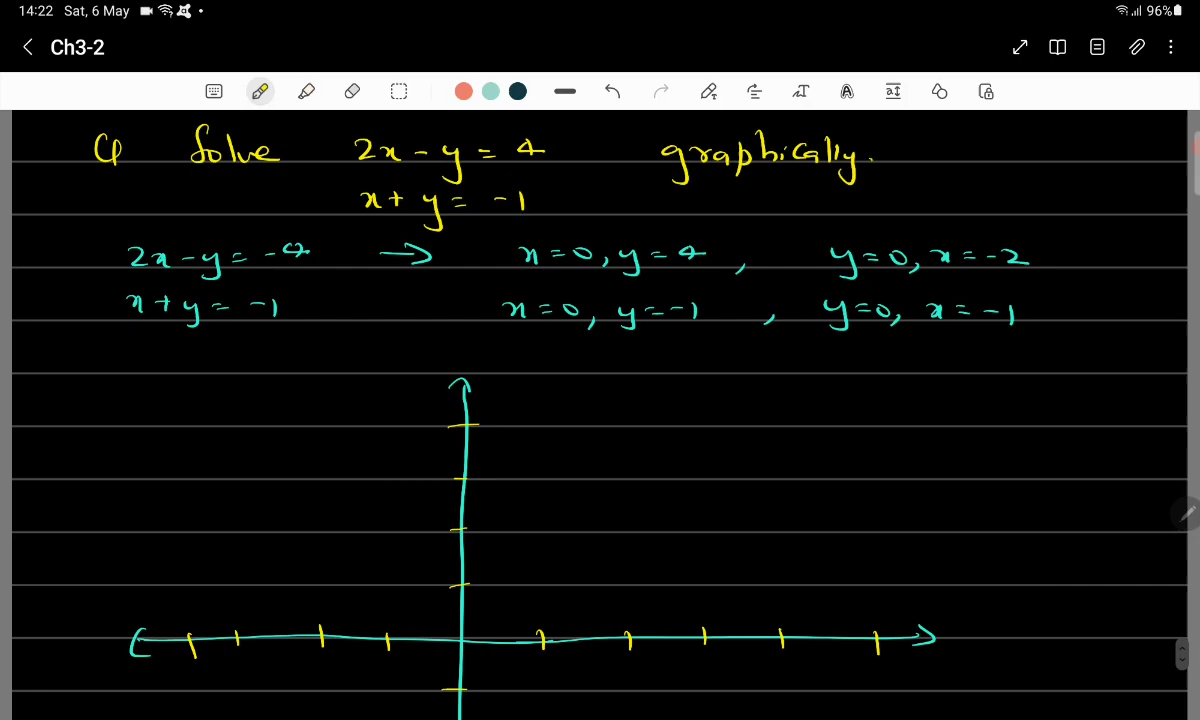 14:22 Sat, 6 May 96%
Ch3-2
Q Solve 2x - y = 4 graphically.
x + y = -1
2x - y = -4 → x = 0, y = 4, y = 0, x = -2
x + y = -1 x = 0, y = -1, y = 0, x = -1